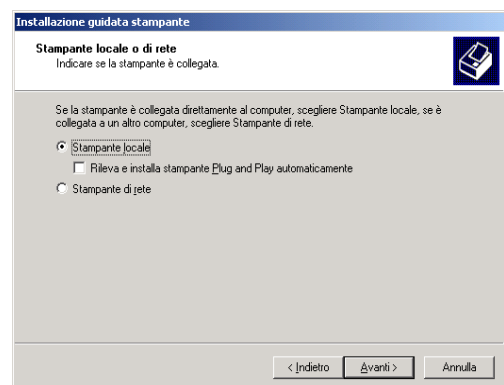 Installazione guidata stampante
Stampante locale o di rete
Indicare se la stampante è collegata.
Se la stampante è collegata direttamente al computer, scegliere Stampante locale, se è
collegata a un altro computer, scegliere Stampante di rete.
Stampante locale
Rileva e installa stampante Plug and Play automaticamente
Stampante di rete
< Indietro
Avanti >
Annulla